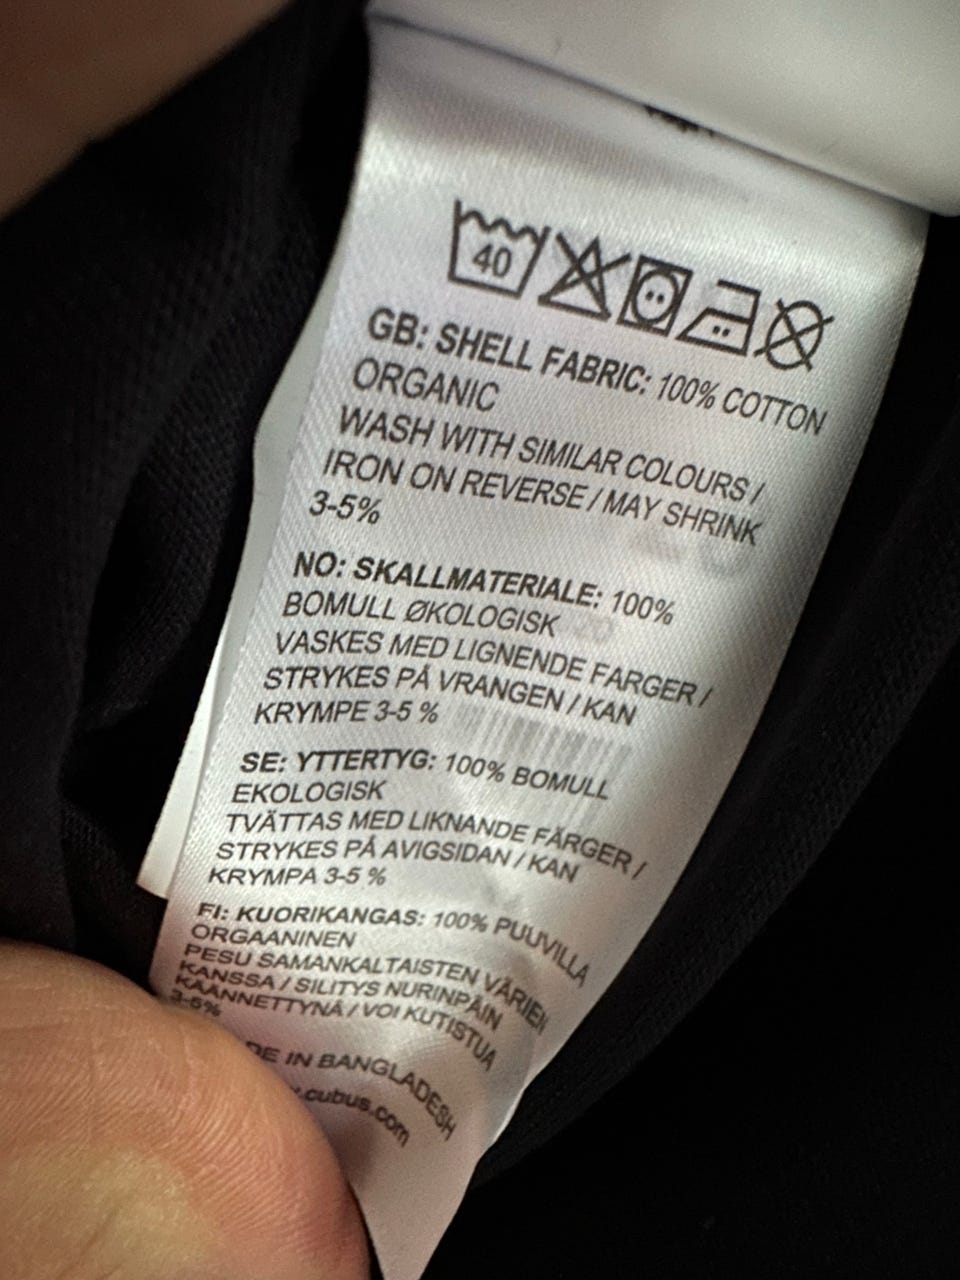 40
GB: SHELL FABRIC: 100% COTTON
ORGANIC
WASH WITH SIMILAR COLOURS /
IRON ON REVERSE / MAY SHRINK
3-5%
NO: SKALLMATERIALE: 100%
BOMULL ØKOLOGISK
VASKES MED LIGNENDE FARGER /
STRYKES PÅ VRANGEN / KAN
KRYMPE 3-5 %
SE: YTTERTYG: 100% BOMULL
EKOLOGISK
TVÄTTAS MED LIKNANDE FÄRGER /
STRYKES PÅ AVIGSIDAN / KAN
KRYMPA 3-5 %
FI: KUORIKANGAS: 100% PUUVILLA
ORGAANINEN
PESU SAMANKALTAISTEN VÄRIEN
KANSSA / SILITYS NURINPÄIN
KÄÄNNETTYNÄ / VOI KUTISTUA
3-5%
DE IN BANGLADESH
.cubus.com